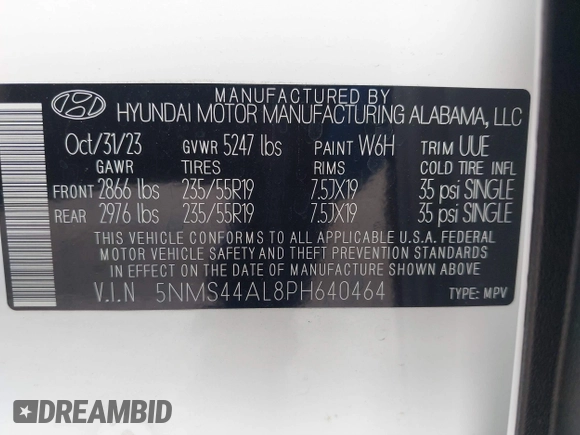 MANUFACTURED BY
HYUNDAI MOTOR MANUFACTURING ALABAMA, LLC
Oct/31/23 GVWR 5247 lbs PAINT W6H TRIM UUE
GAWR TIRES RIMS COLD TIRE INFL
FRONT 2866 lbs 235/55R19 7.5JX19 35 psi SINGLE
REAR 2976 lbs 235/55R19 7.5JX19 35 psi SINGLE
THIS VEHICLE CONFORMS TO ALL APPLICABLE U.S.A. FEDERAL
MOTOR VEHICLE SAFETY AND THEFT PREVENTION STANDARDS
IN EFFECT ON THE DATE OF MANUFACTURE SHOWN ABOVE.
V.I.N 5NMS44AL8PH640464 TYPE: MPV
DREAMBID